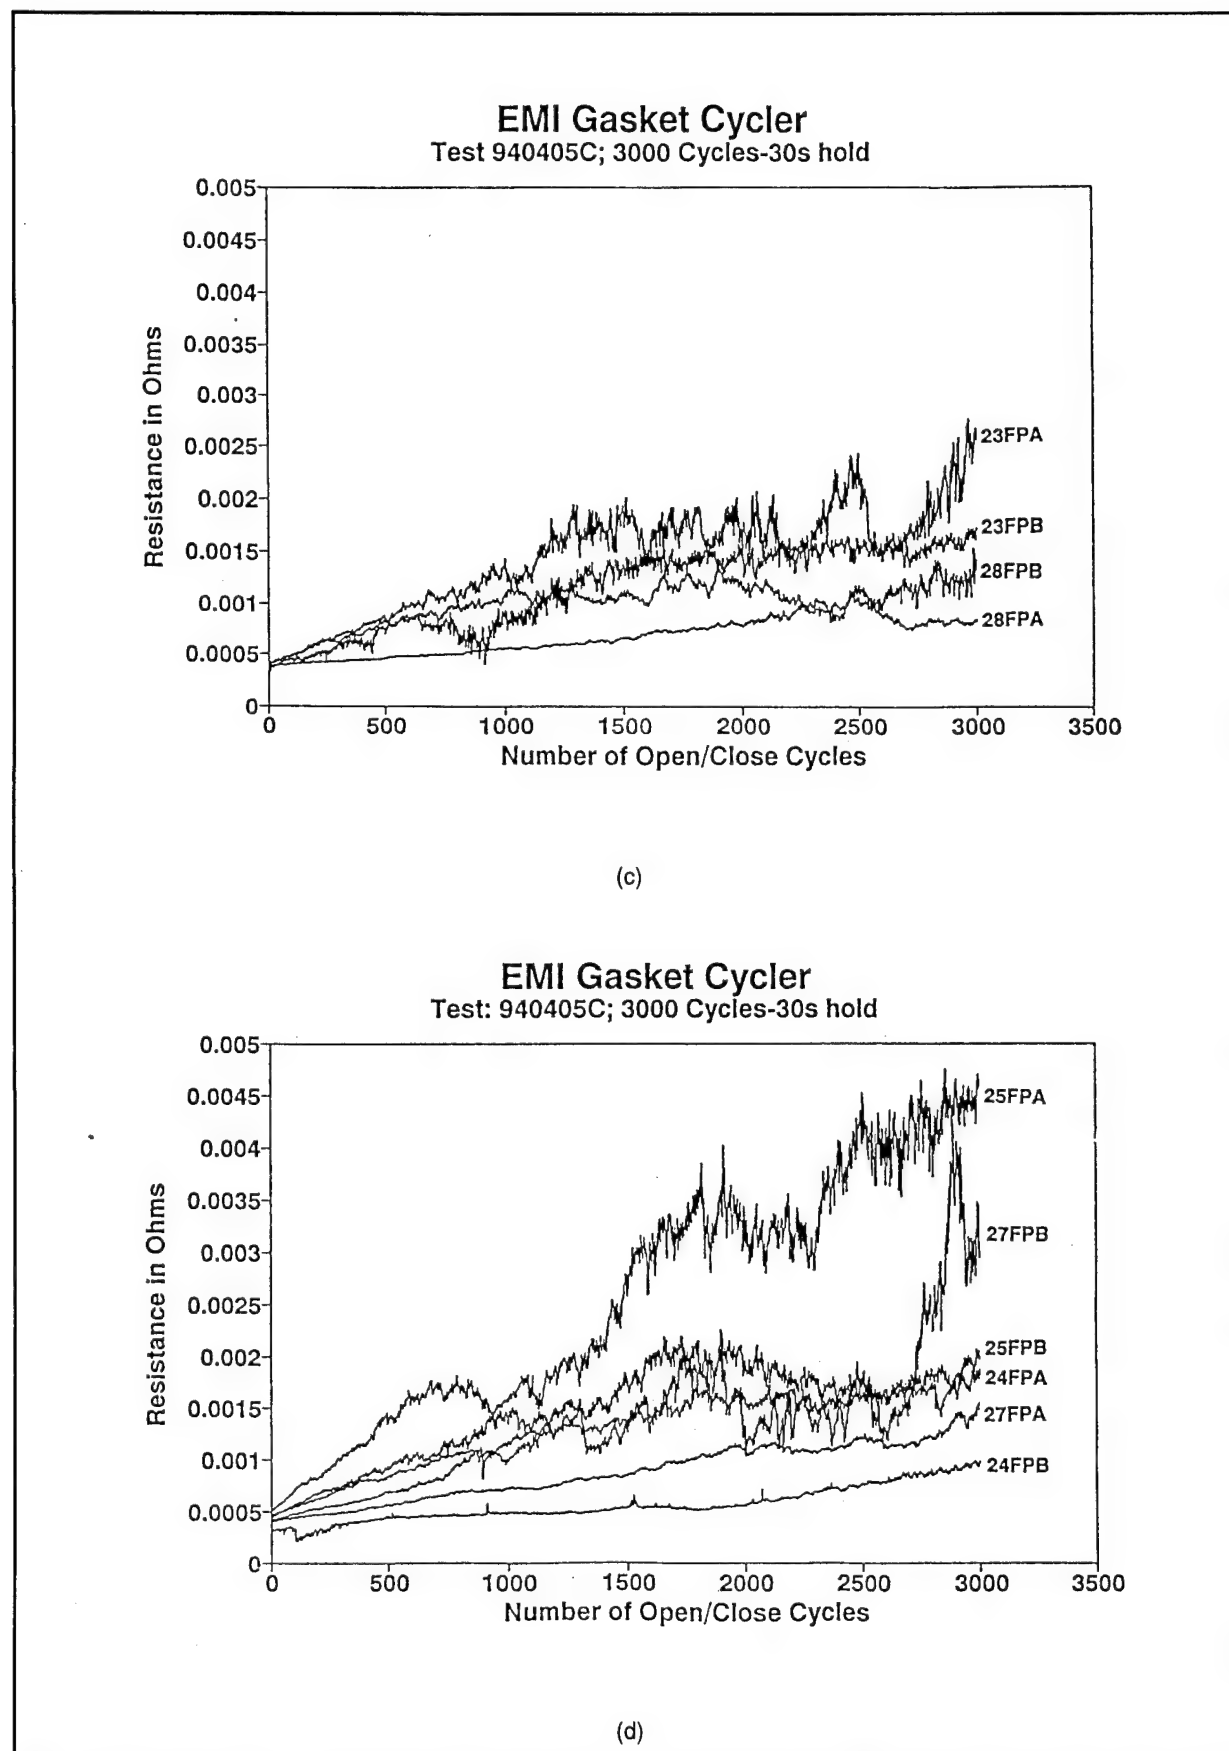 EMI Gasket Cycler
Test 940405C; 3000 Cycles-30s hold
0.005
0.0045
0.004
0.0035
0.003
0.0025
0.002
0.0015
0.001
0.0005
0
Resistance in Ohms
23FPA
23FPB
28FPB
28FPA
0 500 1000 1500 2000 2500 3000 3500
Number of Open/Close Cycles
(c)
EMI Gasket Cycler
Test: 940405C; 3000 Cycles-30s hold
0.005
0.0045
0.004
0.0035
0.003
0.0025
0.002
0.0015
0.001
0.0005
0
Resistance in Ohms
25FPA
27FPB
25FPB
24FPA
27FPA
24FPB
0 500 1000 1500 2000 2500 3000 3500
Number of Open/Close Cycles
(d)